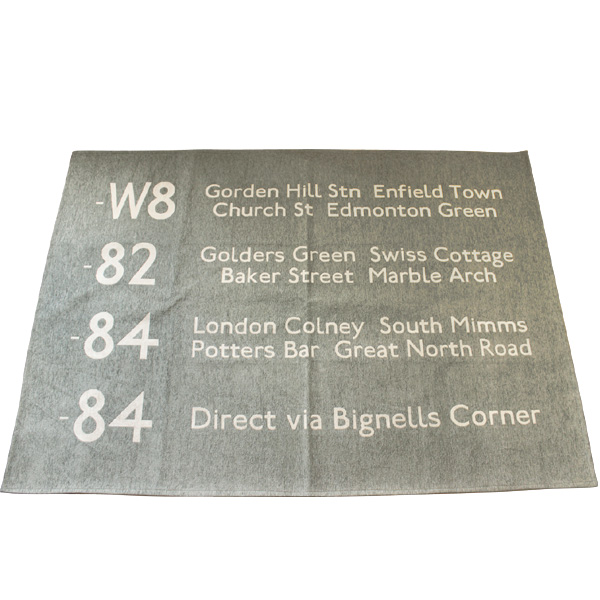 -W8 Gorden Hill Stn Enfield Town
Church St Edmonton Green
-82 Golders Green Swiss Cottage
Baker Street Marble Arch
-84 London Colney South Mimms
Potters Bar Great North Road
-84 Direct via Bignells Corner